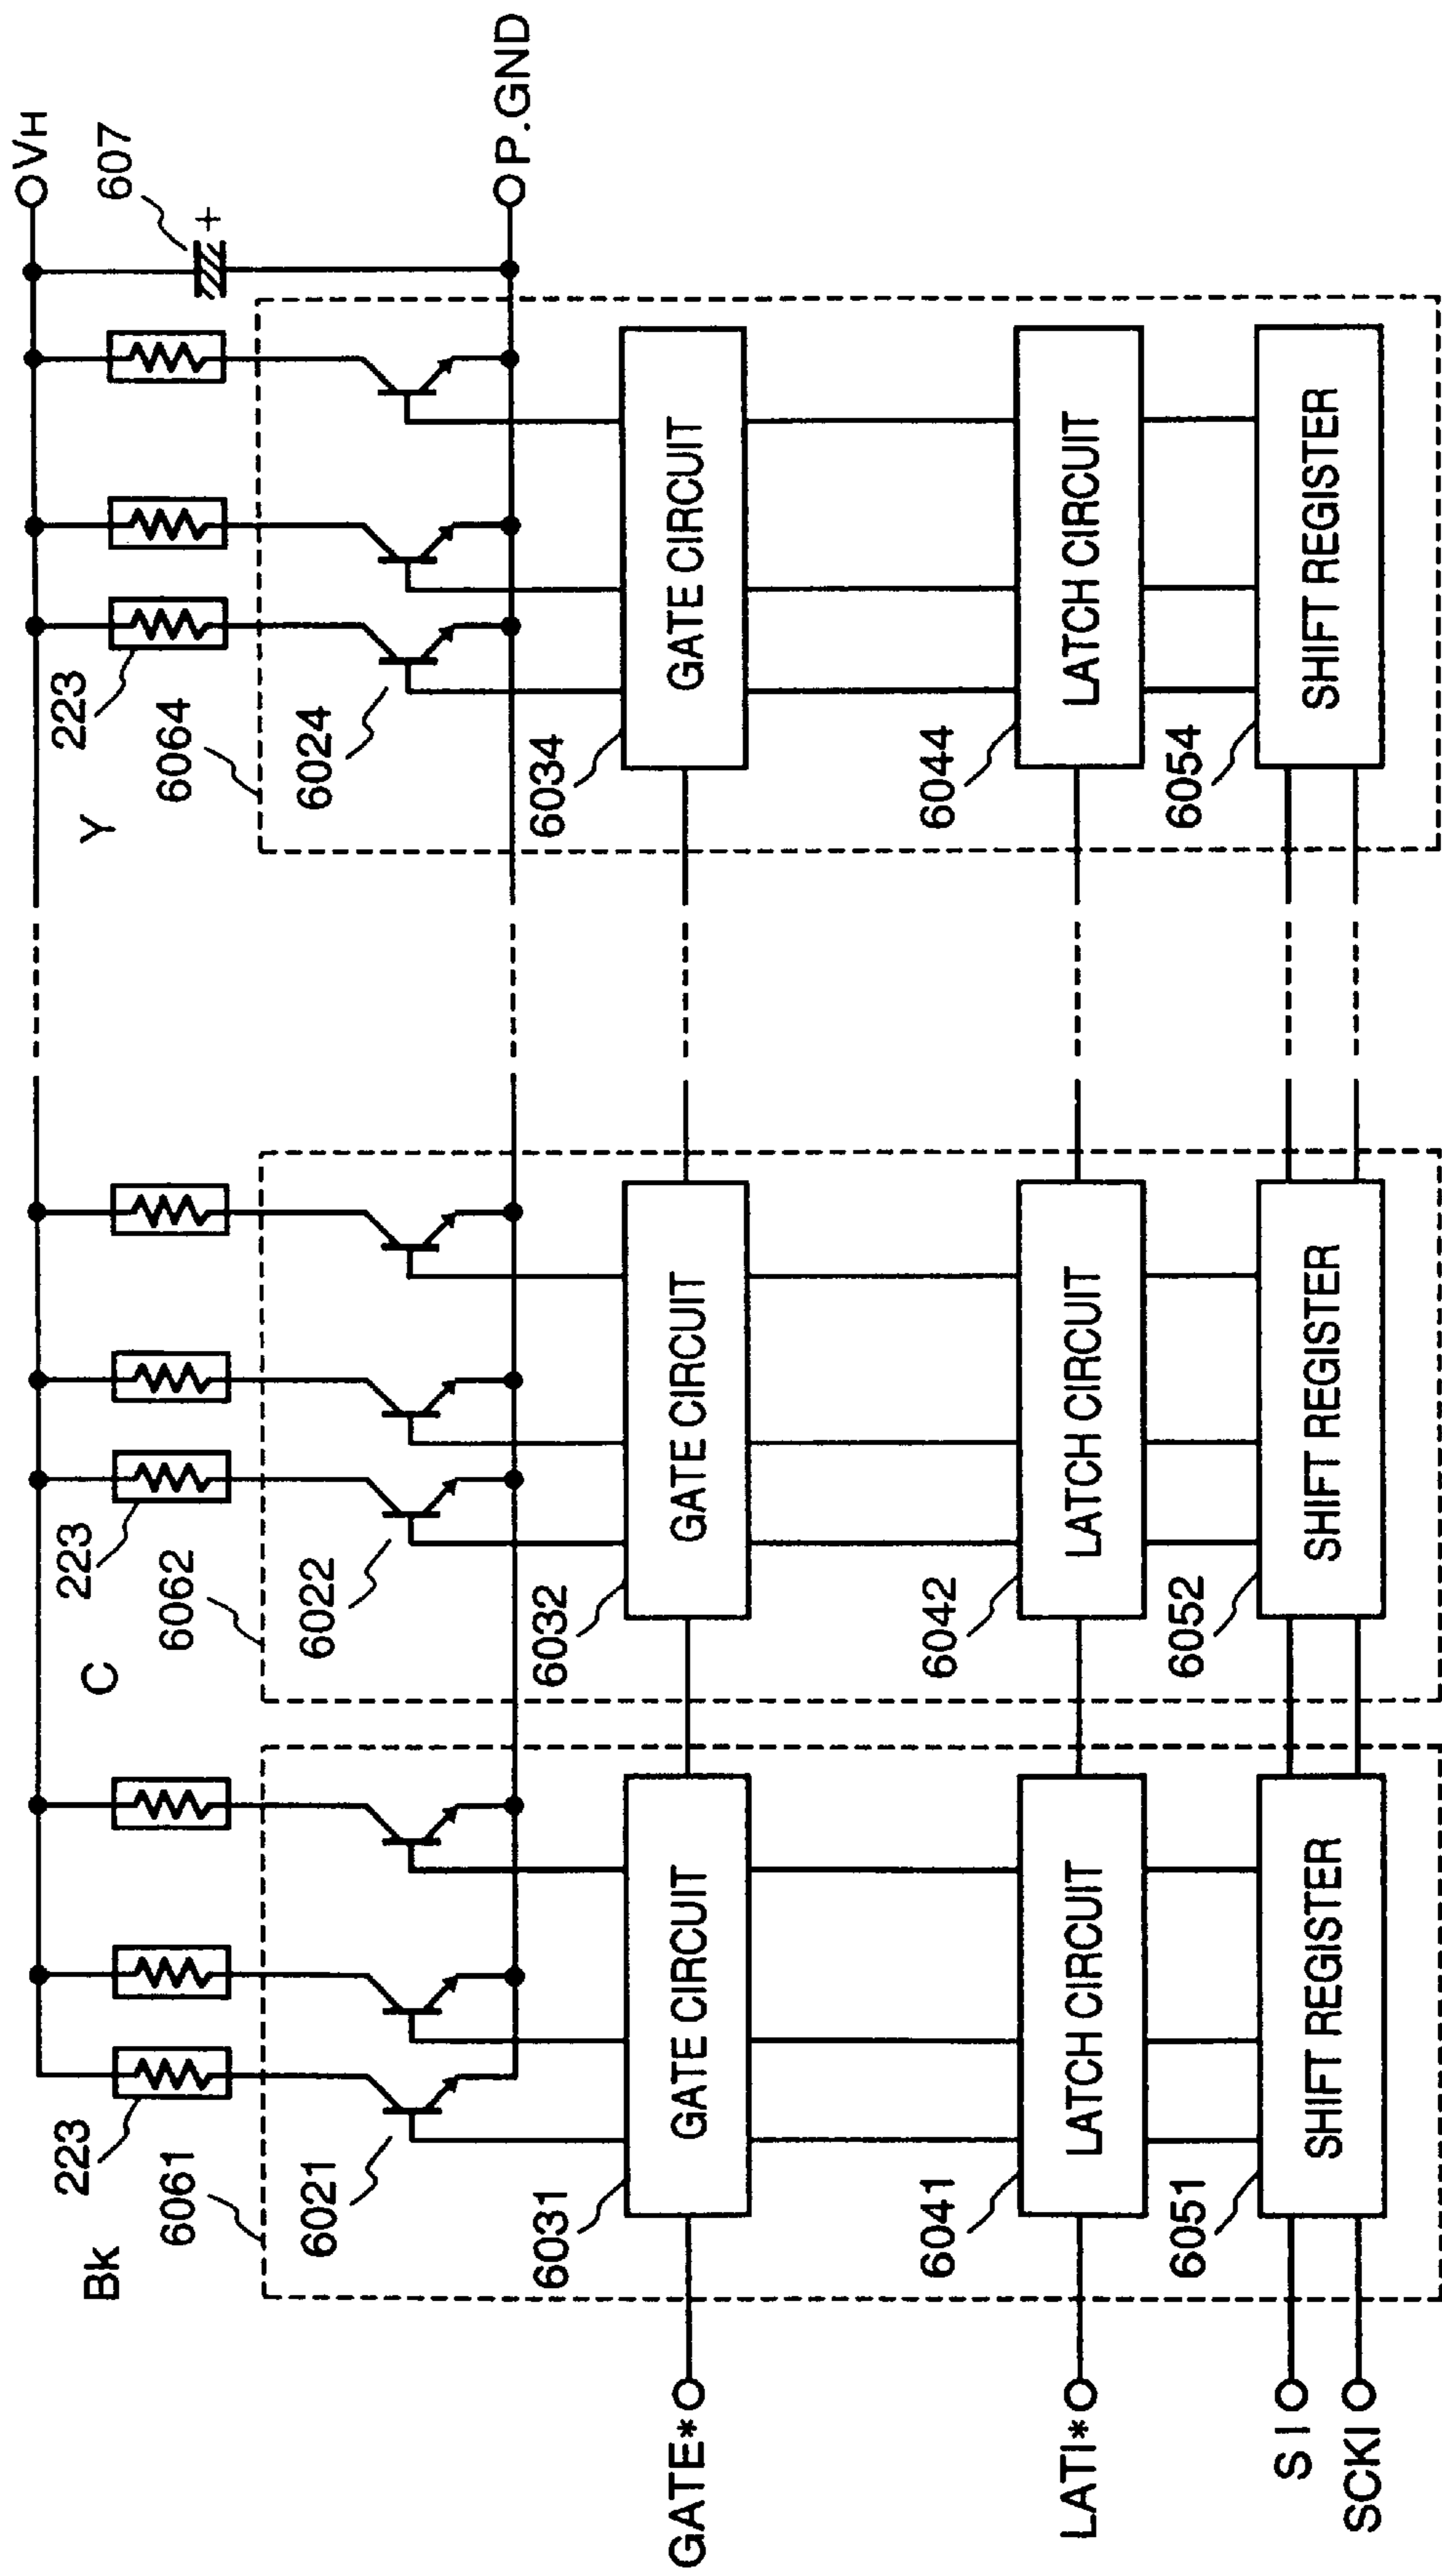 VH
607
P.GND
Bk
223
6061
6021
C
223
6062
6022
Y
223
6064
6024
GATE*
6031
GATE CIRCUIT
6032
GATE CIRCUIT
6034
GATE CIRCUIT
LATI*
6041
LATCH CIRCUIT
6042
LATCH CIRCUIT
6044
LATCH CIRCUIT
SI
SCKI
6051
SHIFT REGISTER
6052
SHIFT REGISTER
6054
SHIFT REGISTER
+